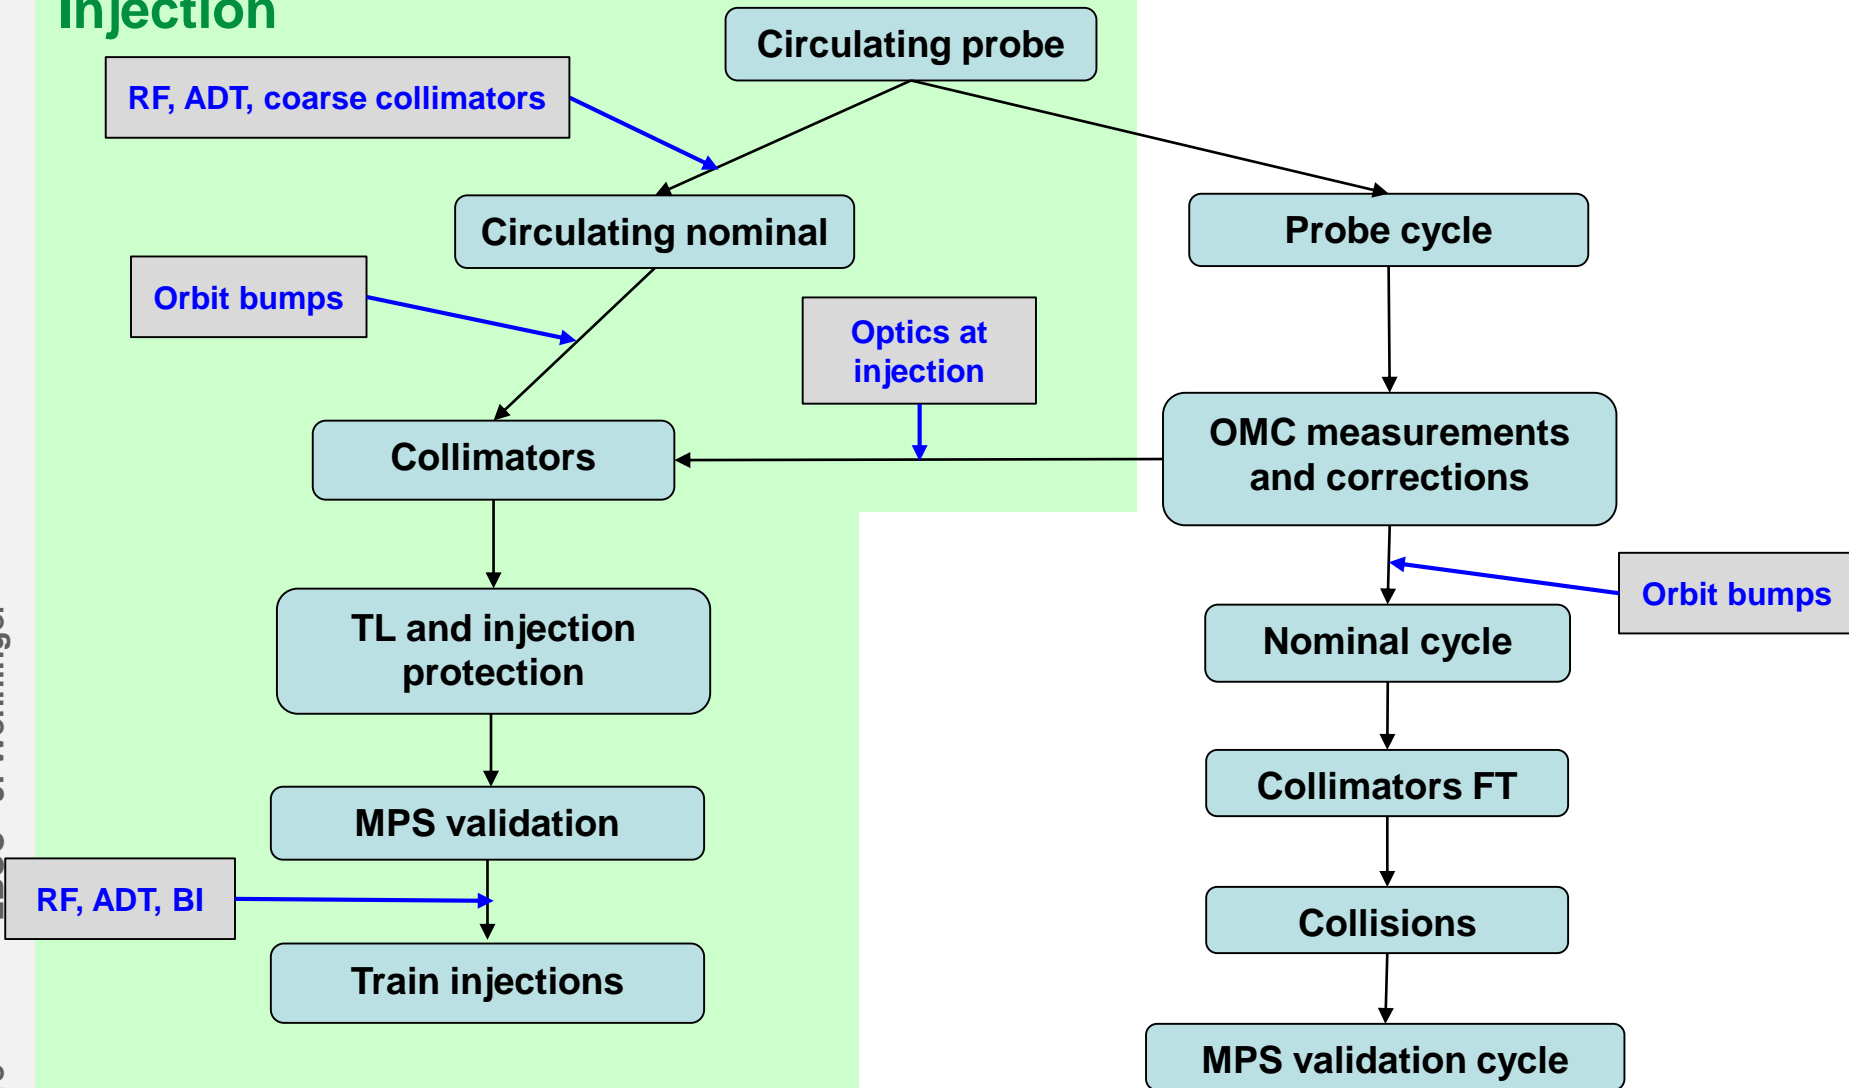 Injection
Circulating probe
RF, ADT, coarse collimators
Circulating nominal
Probe cycle
Orbit bumps
Optics at
injection
Collimators
OMC measurements
and corrections
Orbit bumps
TL and injection
protection
Nominal cycle
MPS validation
Collimators FT
RF, ADT, BI
Collisions
Train injections
MPS validation cycle